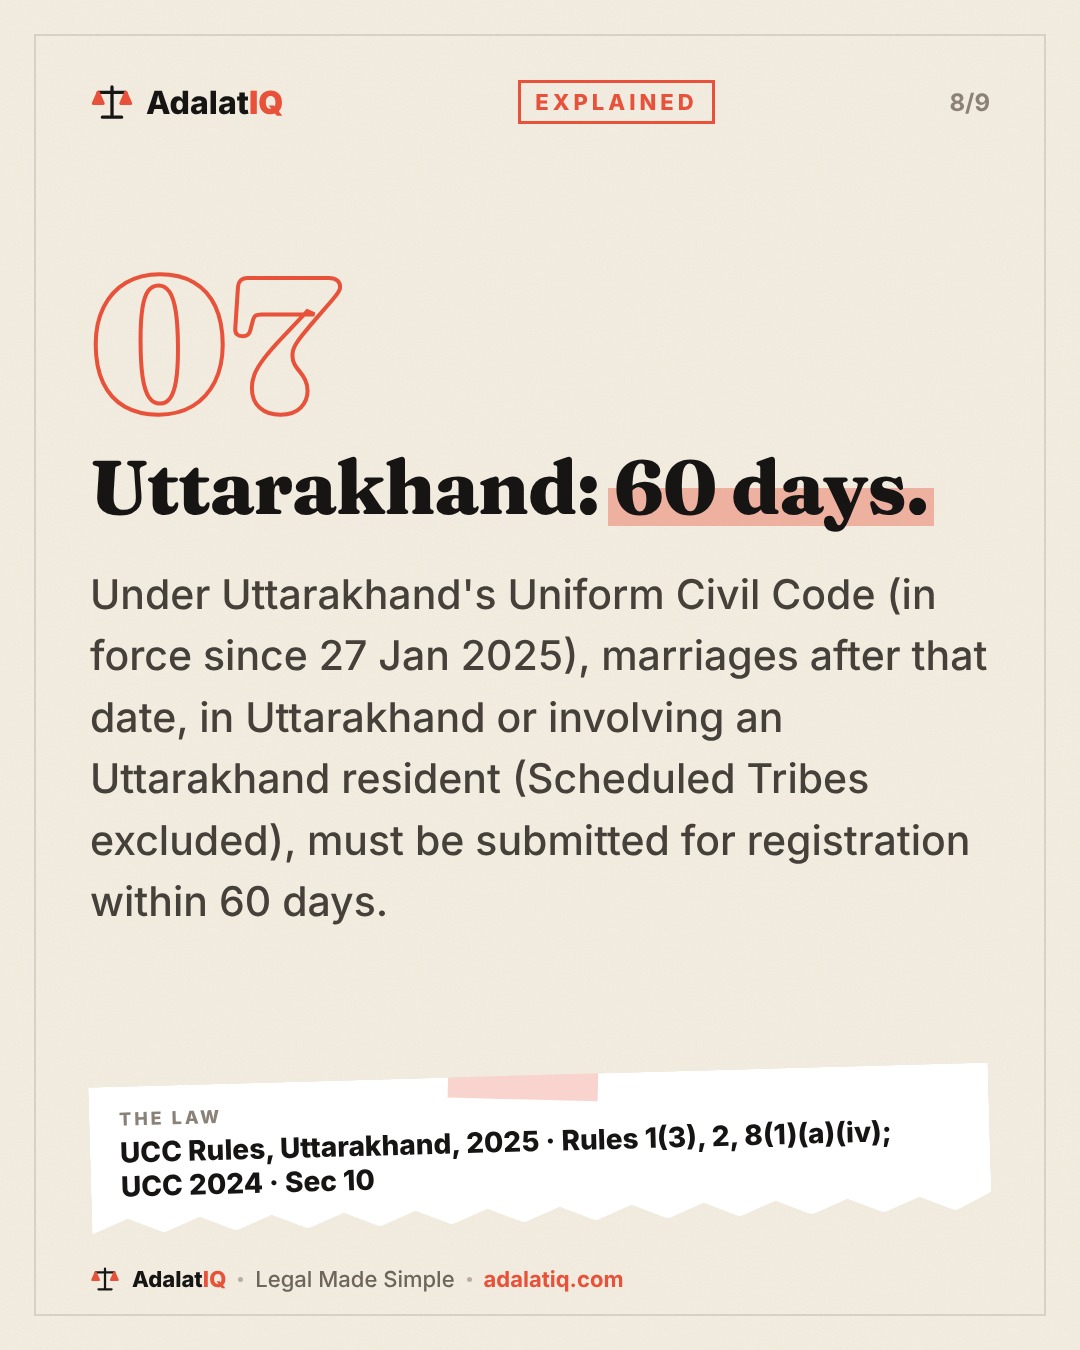 AdalatIQ
EXPLAINED
8/9
07
Uttarakhand: 60 days.
Under Uttarakhand's Uniform Civil Code (in
force since 27 Jan 2025), marriages after that
date, in Uttarakhand or involving an
Uttarakhand resident (Scheduled Tribes
excluded), must be submitted for registration
within 60 days.
THE LAW
UCC Rules, Uttarakhand, 2025 · Rules 1(3), 2, 8(1)(a)(iv);
UCC 2024 · Sec 10
AdalatIQ • Legal Made Simple • adalatiq.com